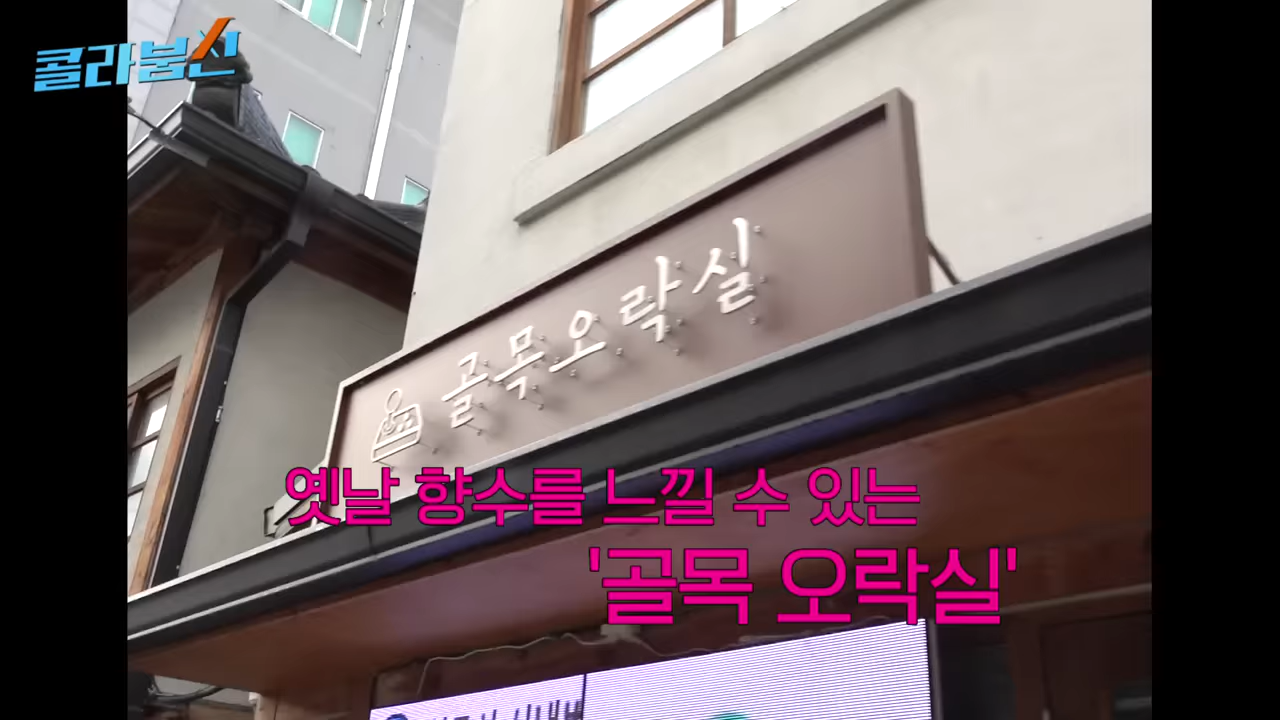 콜라붐신
골목오락실
옛날 향수를 느낄 수 있는
'골목 오락실'